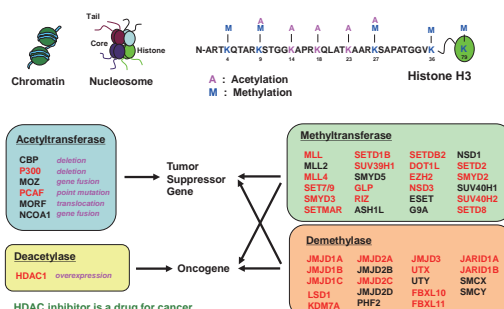 Tail
Core
Histone
Chromatin
Nucleosome
M M A A A A M A M M
N-ARTKQTARKSTGGKAPRKQLATKAARKSAPATGGVK K
4 9 14 18 23 27 36 79
Histone H3
A : Acetylation
M : Methylation
Acetyltransferase
CBP deletion
P300 deletion
MOZ gene fusion
PCAF point mutation
MORF translocation
NCOA1 gene fusion
Tumor
Suppressor
Gene
Methyltransferase
MLL SETD1B SETDB2 NSD1
MLL2 SUV39H1 DOT1L SETD2
MLL4 SMYD5 EZH2 SMYD2
SET7/9 GLP NSD3 SUV40H1
SMYD3 RIZ ESET SUV40H2
SETMAR ASH1L G9A SETD8
Deacetylase
HDAC1 overexpression
Oncogene
Demethylase
JMJD1A JMJD2A JMJD3 JARID1A
JMJD1B JMJD2B UTX JARID1B
JMJD1C JMJD2C UTY SMCX
LSD1 JMJD2D FBXL10 SMCY
KDM7A PHF2 FBXL11
HDAC inhibitor is a drug for cancer